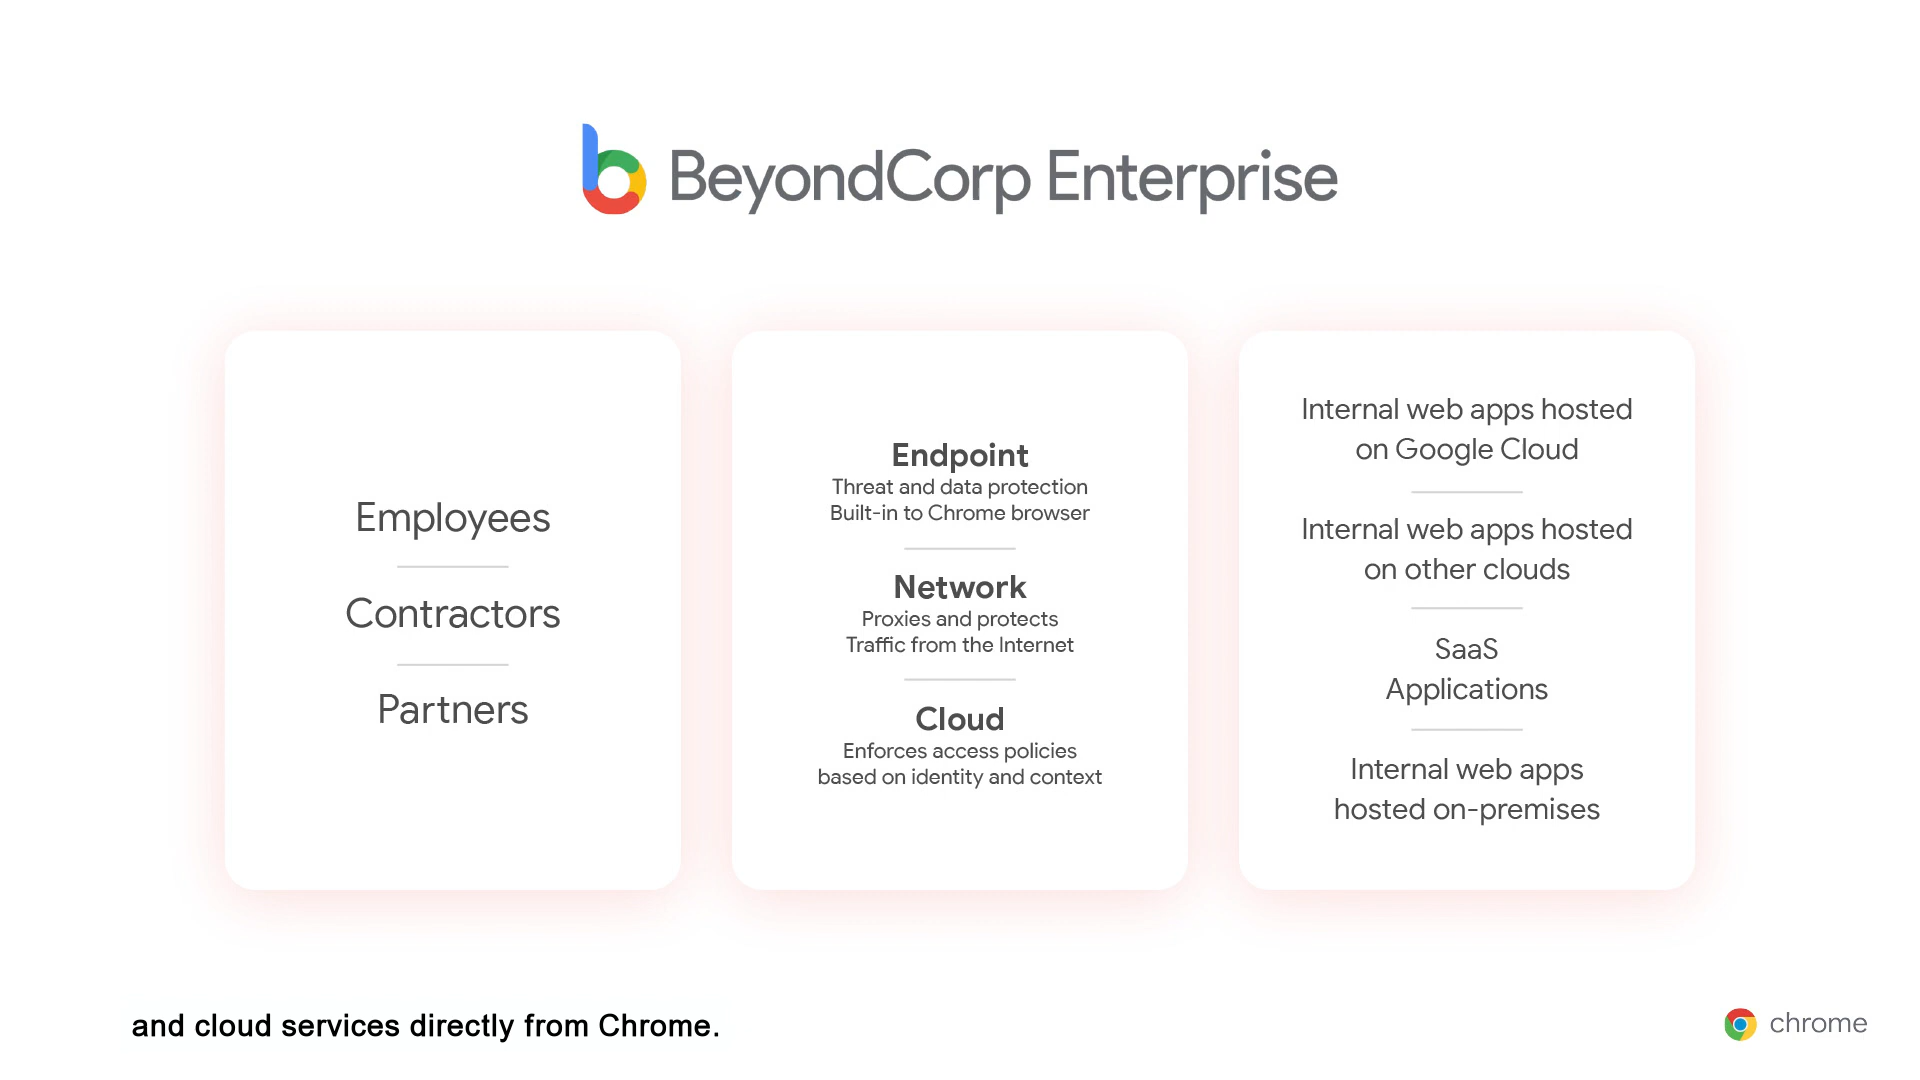 BeyondCorp Enterprise
Employees
Contractors
Partners
Endpoint
Threat and data protection
Built-in to Chrome browser
Network
Proxies and protects
Traffic from the Internet
Cloud
Enforces access policies
based on identity and context
Internal web apps hosted
on Google Cloud
Internal web apps hosted
on other clouds
SaaS
Applications
Internal web apps
hosted on-premises
and cloud services directly from Chrome.
chrome